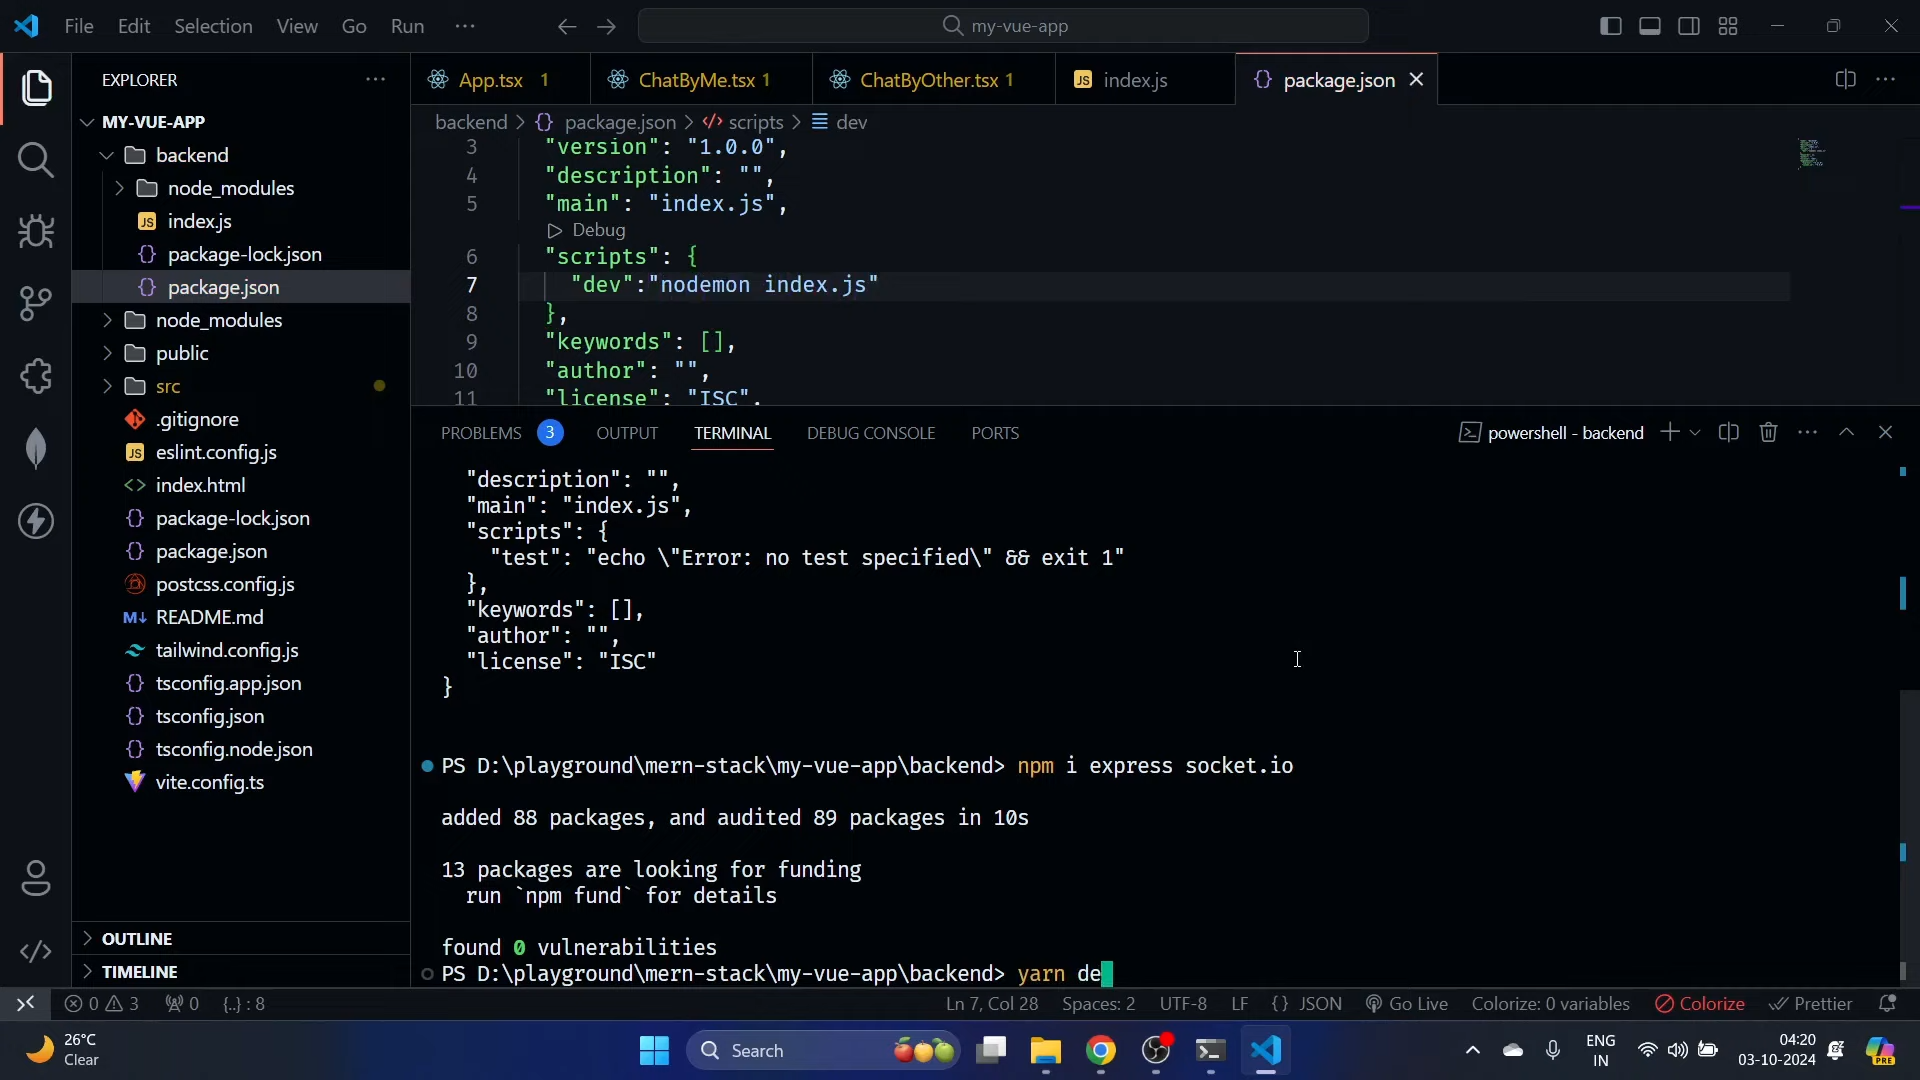 File Edit Selection View Go Run ··· my-vue-app
EXPLORER ···
App.tsx 1 ChatByMe.tsx 1 ChatByOther.tsx 1 JS index.js {} package.json
backend > {} package.json > scripts > dev
MY-VUE-APP
backend
node_modules
JS index.js
{} package-lock.json
{} package.json
node_modules
public
src
.gitignore
JS eslint.config.js
<> index.html
{} package-lock.json
{} package.json
postcss.config.js
M↓ README.md
tailwind.config.js
{} tsconfig.app.json
{} tsconfig.json
{} tsconfig.node.json
vite.config.ts
OUTLINE
TIMELINE
3 "version": "1.0.0",
4 "description": "",
5 "main": "index.js",
Debug
6 "scripts": {
7 "dev":"nodemon index.js"
8 },
9 "keywords": [],
10 "author": "",
11 "license": "ISC".
PROBLEMS 3 OUTPUT TERMINAL DEBUG CONSOLE PORTS powershell - backend
"description": "",
"main": "index.js",
"scripts": {
"test": "echo \"Error: no test specified\" && exit 1"
},
"keywords": [],
"author": "",
"license": "ISC"
}
PS D:\playground\mern-stack\my-vue-app\backend> npm i express socket.io
added 88 packages, and audited 89 packages in 10s
13 packages are looking for funding
run `npm fund` for details
found 0 vulnerabilities
PS D:\playground\mern-stack\my-vue-app\backend> yarn de
0 3 0 {..} : 8 Ln 7, Col 28 Spaces: 2 UTF-8 LF {} JSON Go Live Colorize: 0 variables Colorize Prettier
26°C
Clear
Search
ENG
IN
04:20
03-10-2024
PRE